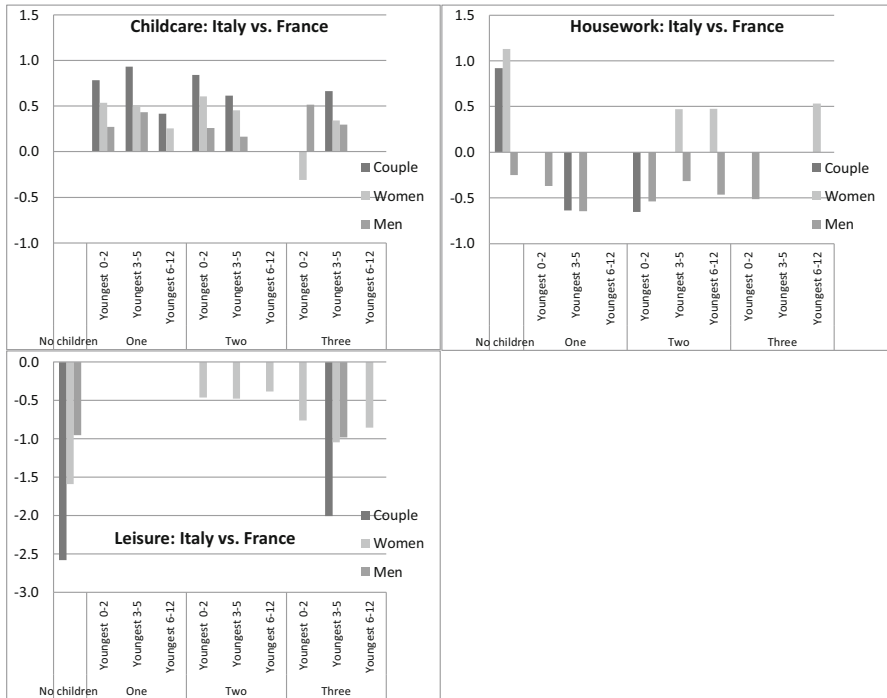 Childcare: Italy vs. France
1.5
1.0
0.5
0.0
-0.5
-1.0
Couple
Women
Men
Youngest 0-2
Youngest 3-5
Youngest 6-12
Youngest 0-2
Youngest 3-5
Youngest 6-12
Youngest 0-2
Youngest 3-5
Youngest 6-12
No children One Two Three
Housework: Italy vs. France
1.5
1.0
0.5
0.0
-0.5
-1.0
Couple
Women
Men
Youngest 0-2
Youngest 3-5
Youngest 6-12
Youngest 0-2
Youngest 3-5
Youngest 6-12
Youngest 0-2
Youngest 3-5
Youngest 6-12
No children One Two Three
0.0
-0.5
-1.0
-1.5
-2.0
-2.5
-3.0
Couple
Women
Men
Leisure: Italy vs. France
Youngest 0-2
Youngest 3-5
Youngest 6-12
Youngest 0-2
Youngest 3-5
Youngest 6-12
Youngest 0-2
Youngest 3-5
Youngest 6-12
No children One Two Three